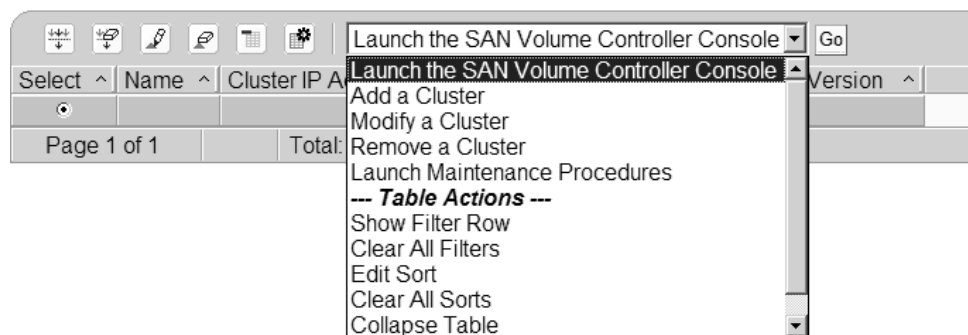 Launch the SAN Volume Controller Console Go
Select Name Cluster IP A Version
Launch the SAN Volume Controller Console
Add a Cluster
Modify a Cluster
Page 1 of 1 Total:
Remove a Cluster
Launch Maintenance Procedures
--- Table Actions ---
Show Filter Row
Clear All Filters
Edit Sort
Clear All Sorts
Collapse Table